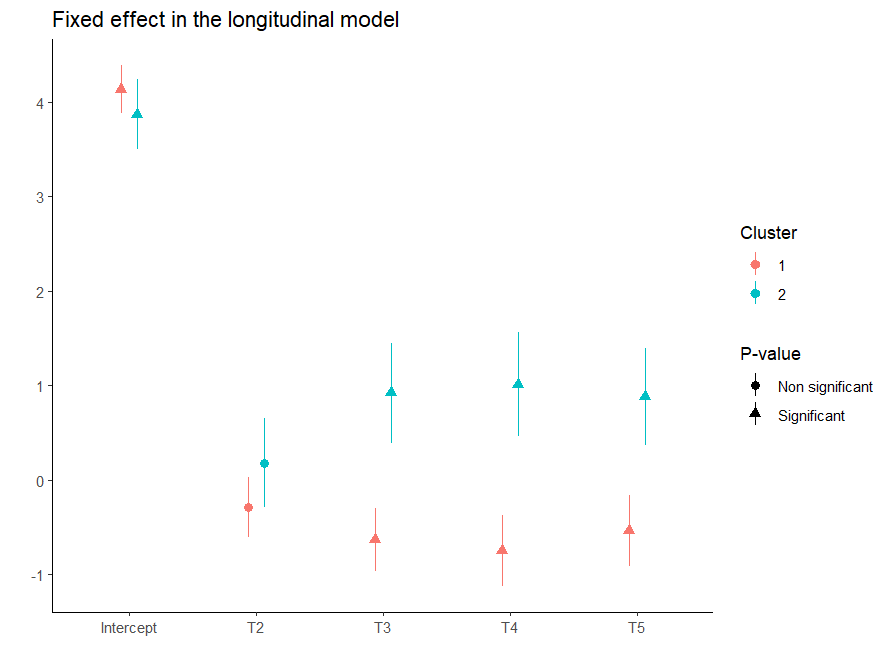 Fixed effect in the longitudinal model
4
3
2
1
0
-1
Intercept
T2
T3
T4
T5
Cluster
1
2
P-value
Non significant
Significant